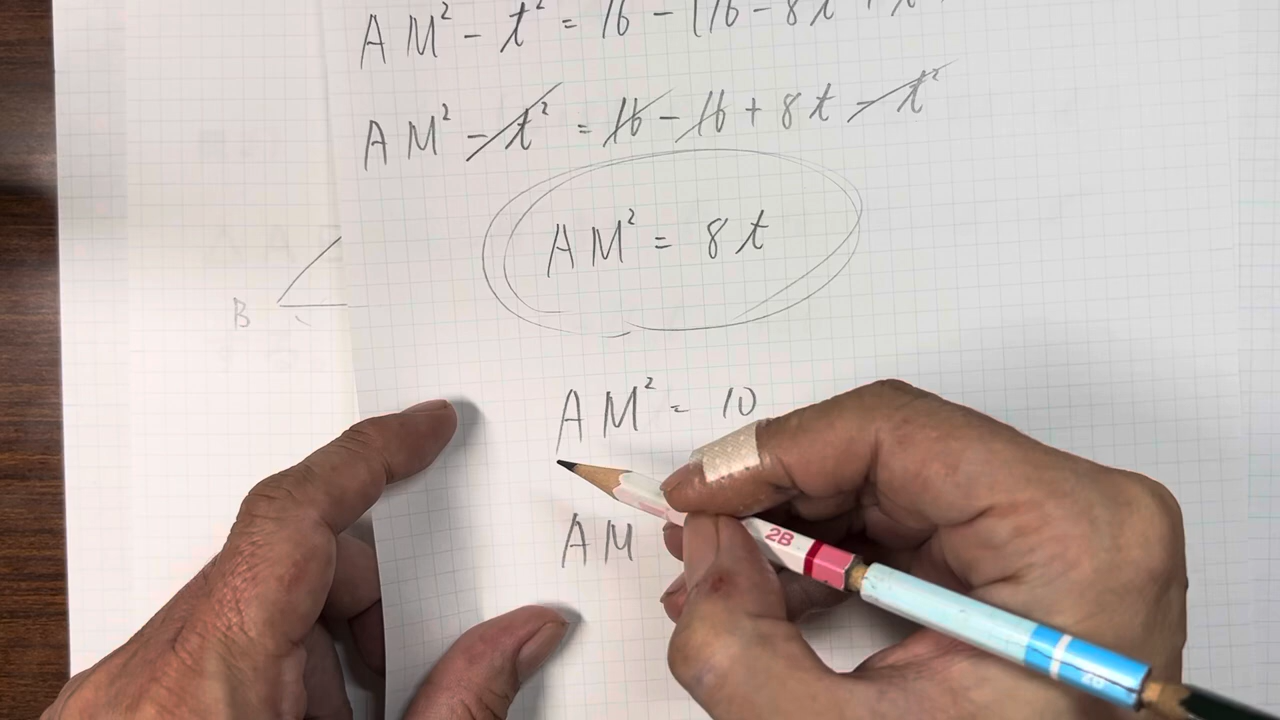 AM² - t² = 16 - (16 - 8t + t²
AM² - t² = 16 - 16 + 8t - t²
AM² = 8t
B
AM² = 10
AM
2B